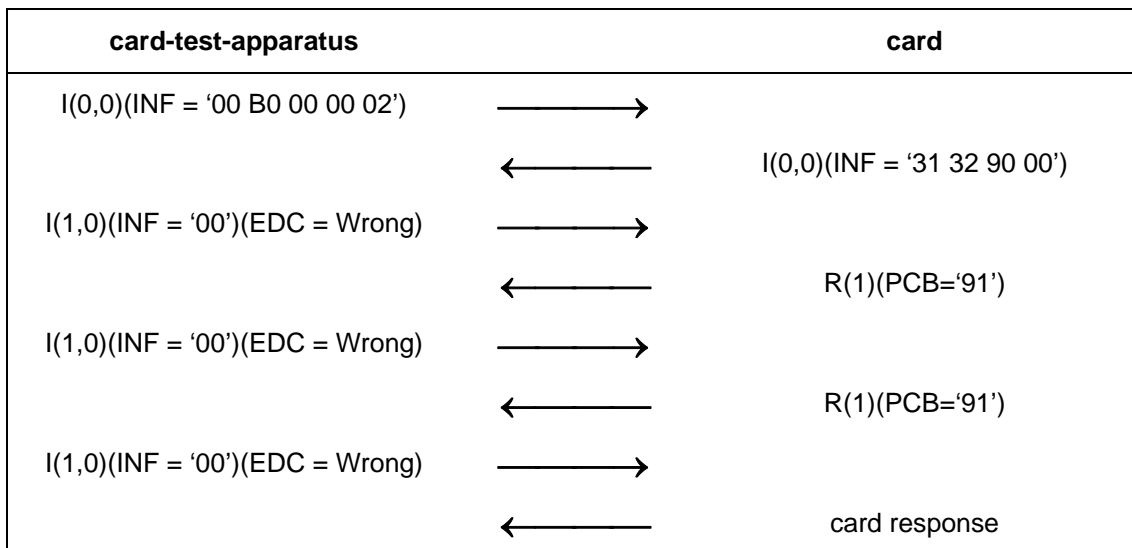 card-test-apparatus card
I(0,0)(INF = ‘00 B0 00 00 02’)
I(0,0)(INF = ‘31 32 90 00’)
I(1,0)(INF = ‘00’)(EDC = Wrong)
R(1)(PCB=‘91’)
I(1,0)(INF = ‘00’)(EDC = Wrong)
R(1)(PCB=‘91’)
I(1,0)(INF = ‘00’)(EDC = Wrong)
card response